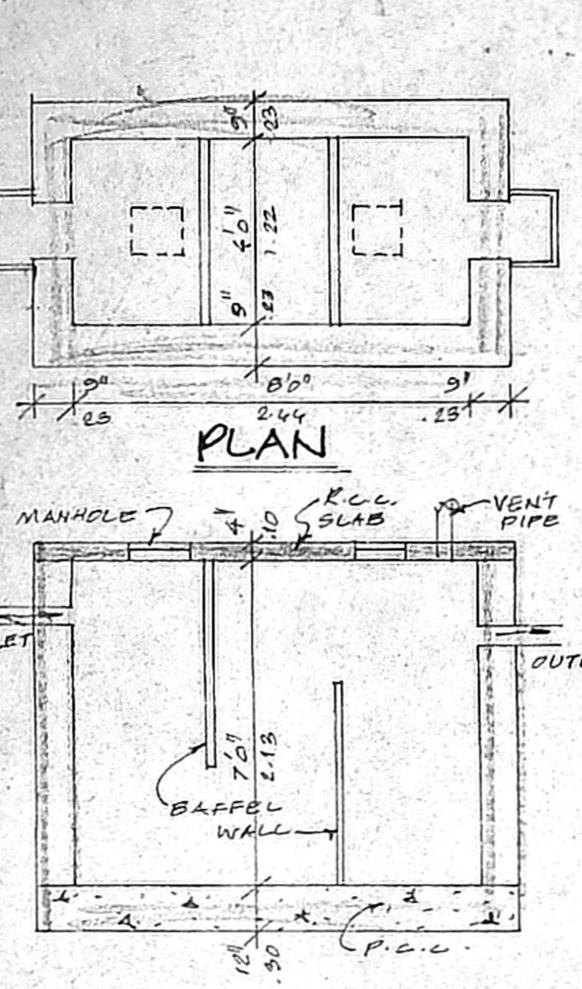 9"
.23
4'0"
1.22
9"
.23
9" 8'0" 9"
23 2.44 .23
PLAN
MANHOLE
4"
.10
R.C.C.
SLAB
VENT
PIPE
ET
OUT
7'0"
2.13
BAFFEL
WALL
12"
.30
P.C.C.